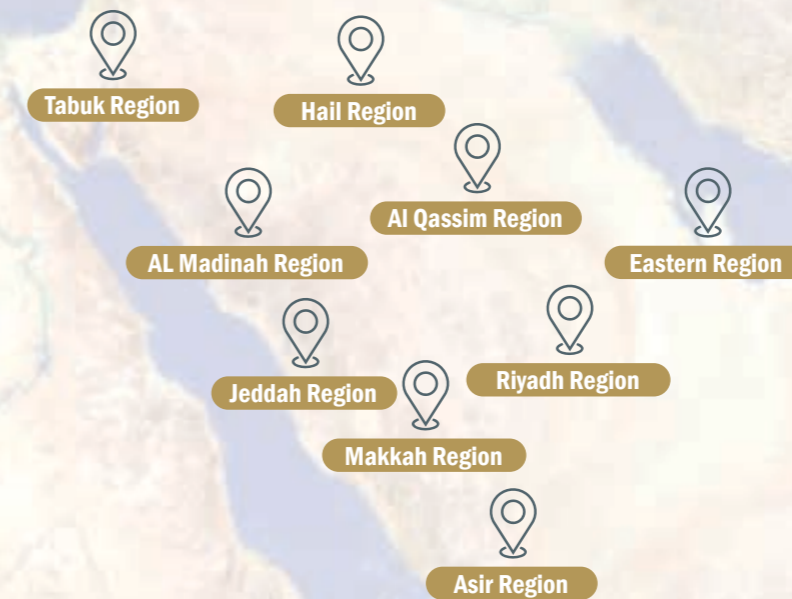 Tabuk Region
Hail Region
Al Qassim Region
AL Madinah Region
Eastern Region
Jeddah Region
Riyadh Region
Makkah Region
Asir Region